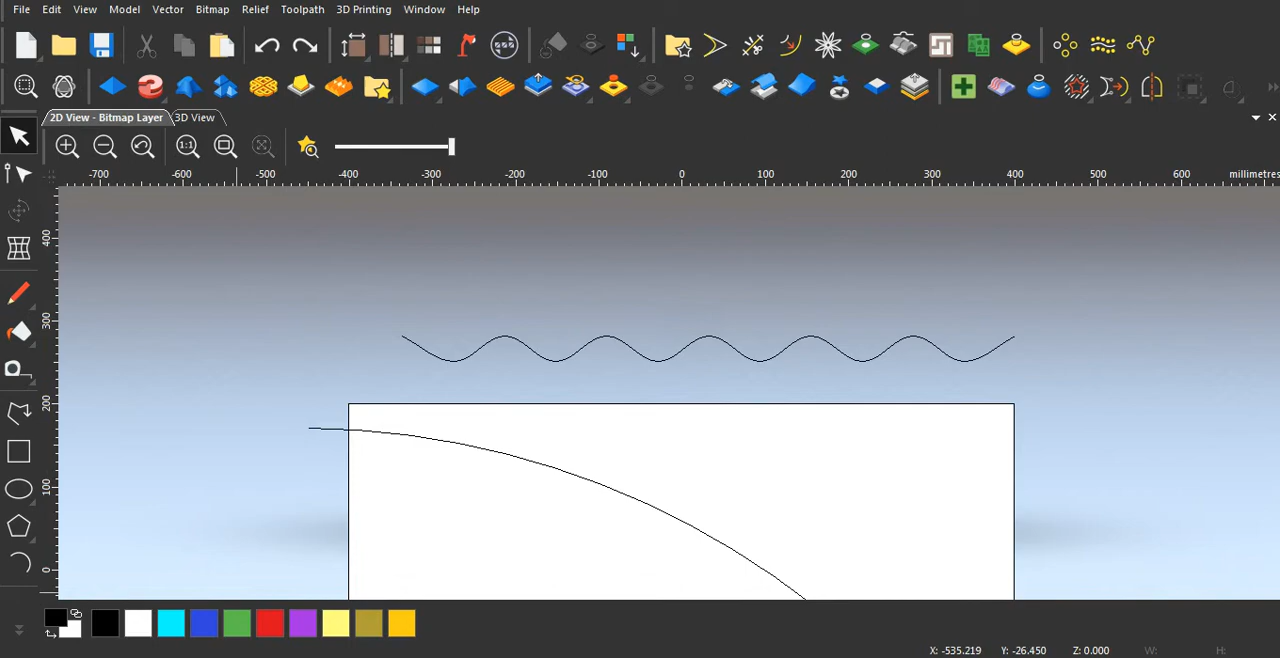 File Edit View Model Vector Bitmap Relief Toolpath 3D Printing Window Help
2D View - Bitmap Layer 3D View
1:1
-700 -600 -500 -400 -300 -200 -100 0 100 200 300 400 500 600 millimetres
400
300
200
100
0
X: -535.219 Y: -26.450 Z: 0.000 W: H: